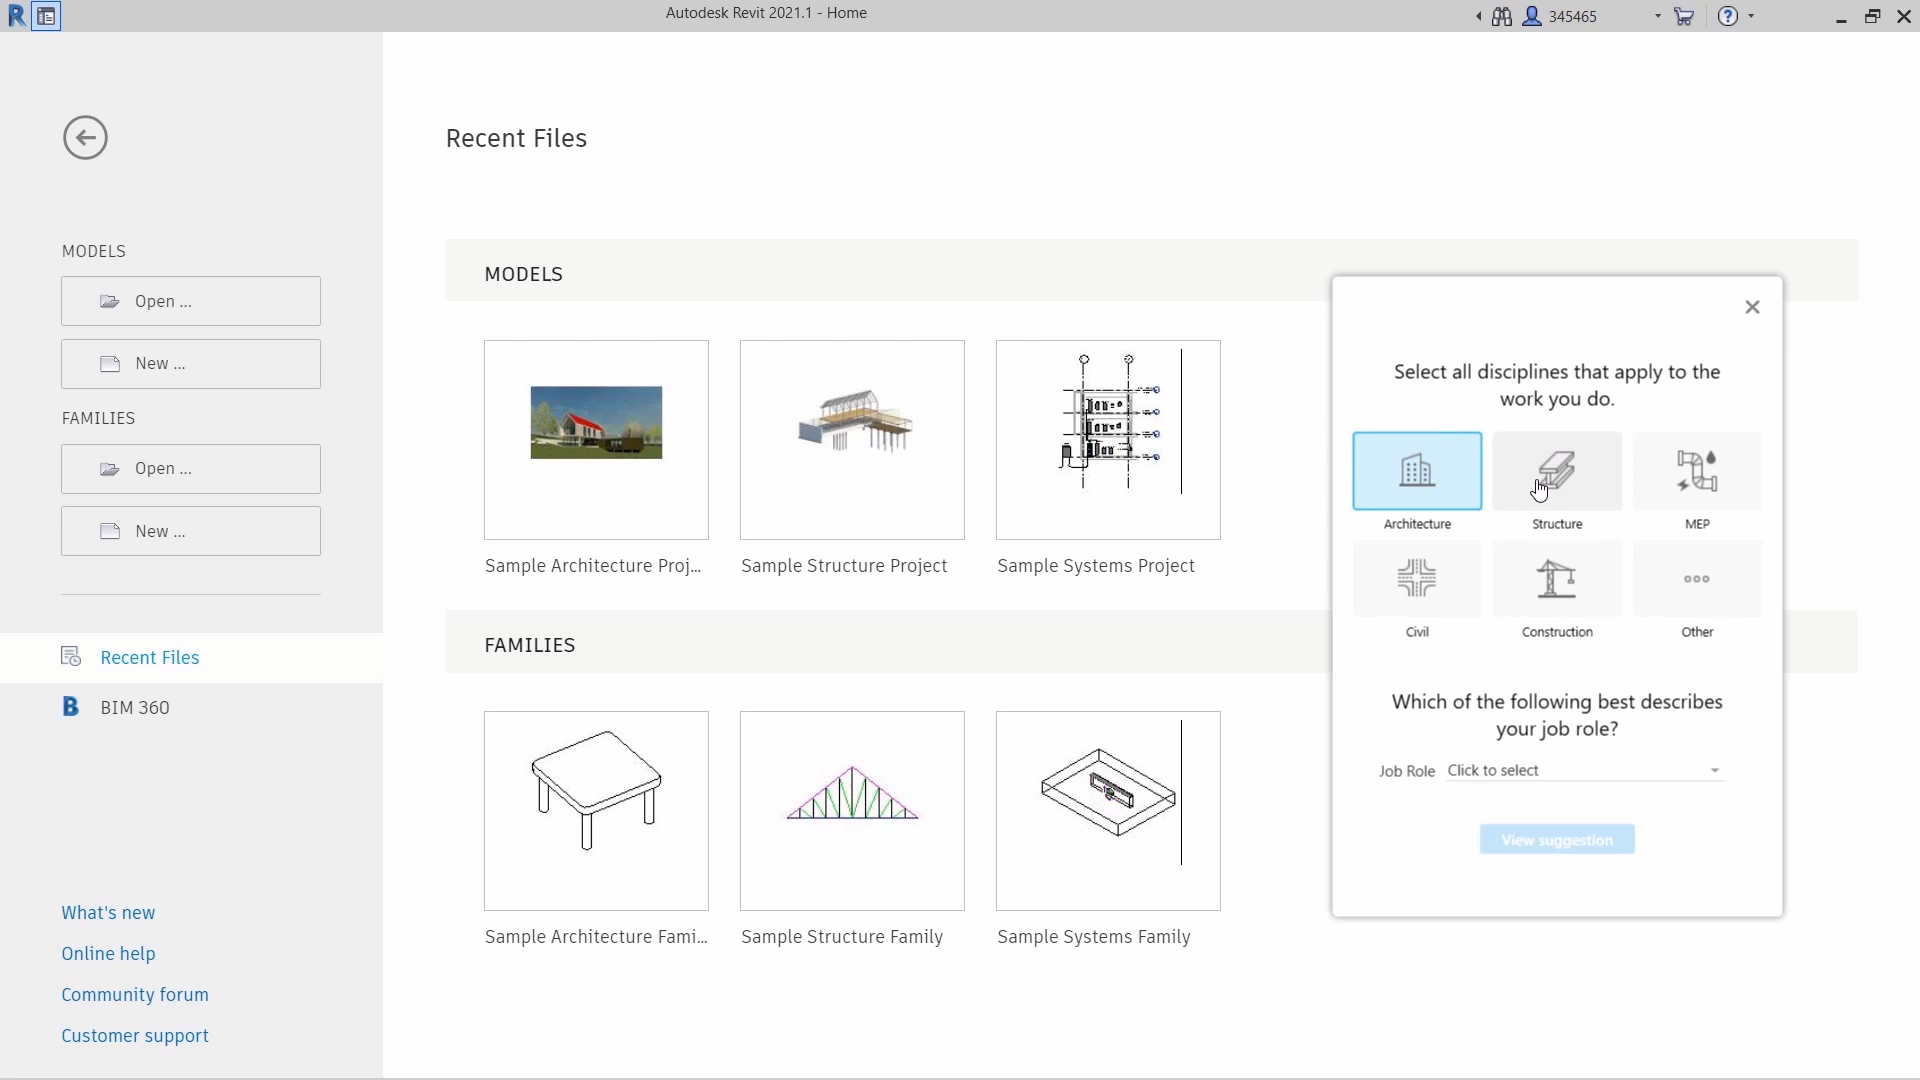 Autodesk Revit 2021.1 - Home
345465
Recent Files
MODELS
Open ...
New ...
FAMILIES
Open ...
New ...
Recent Files
BIM 360
What's new
Online help
Community forum
Customer support
MODELS
Sample Architecture Proj...
Sample Structure Project
Sample Systems Project
FAMILIES
Sample Architecture Fami...
Sample Structure Family
Sample Systems Family
Select all disciplines that apply to the
work you do.
Architecture
Structure
MEP
Civil
Construction
Other
Which of the following best describes
your job role?
Job Role Click to select
View suggestion